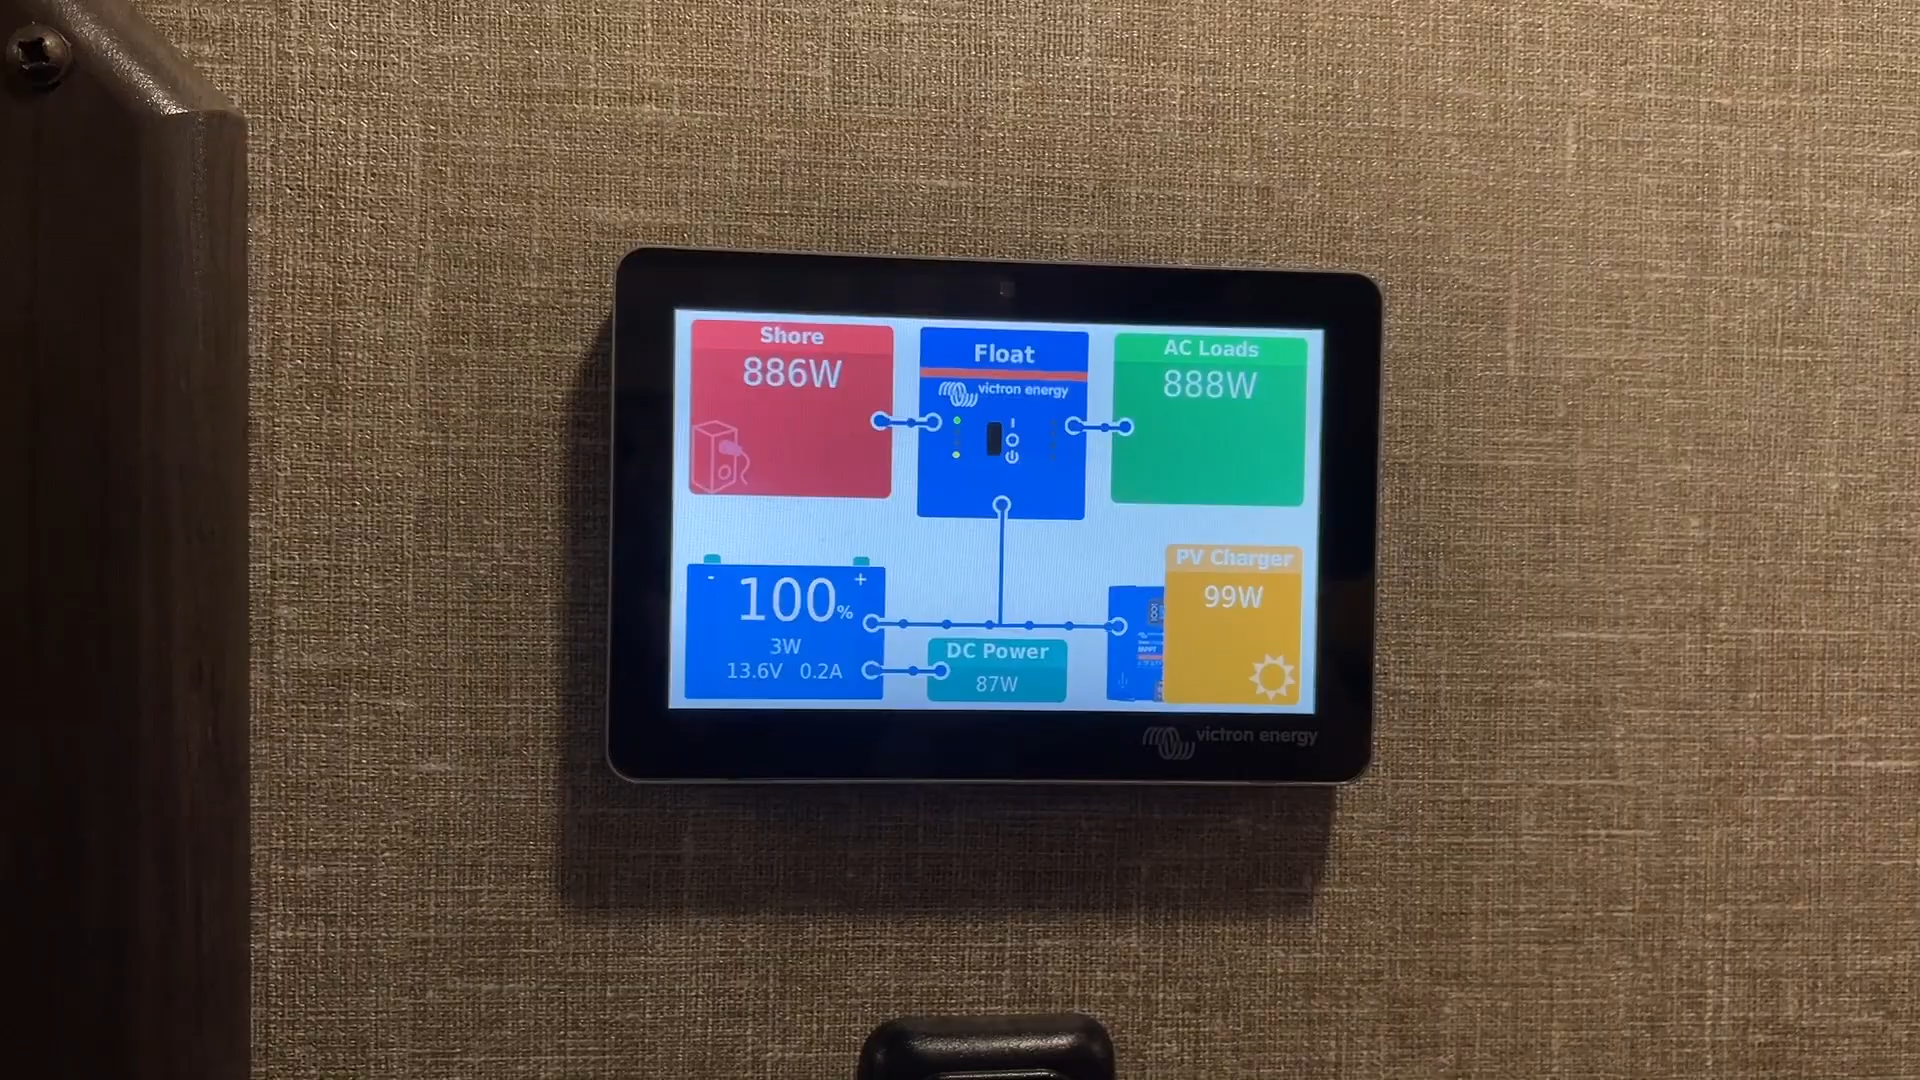 Shore
886W
Float
victron energy
AC Loads
888W
- 100% +
3W
13.6V 0.2A
DC Power
87W
PV Charger
99W
MPPT
victron energy